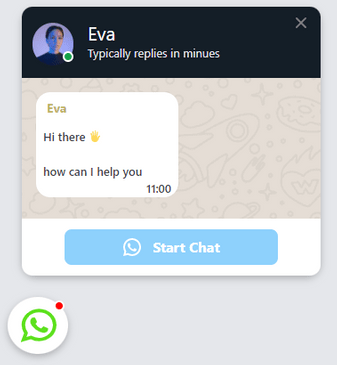 Eva
Typically replies in minues
Eva
Hi there 👋
how can I help you
11:00
Start Chat